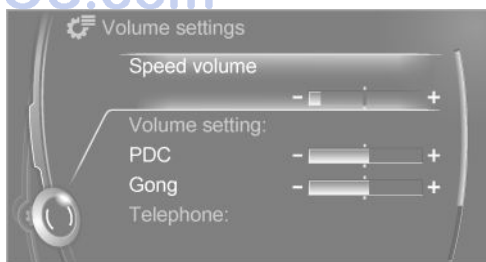 Volume settings
Speed volume
- +
Volume setting:
PDC - +
Gong - +
Telephone: